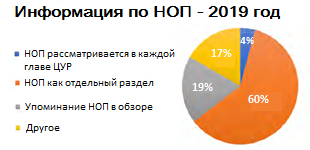 Информация по НОП - 2019 год
НОП рассматривается в каждой
главе ЦУР
НОП как отдельный раздел
Упоминание НОП в обзоре
Другое
4%
60%
19%
17%